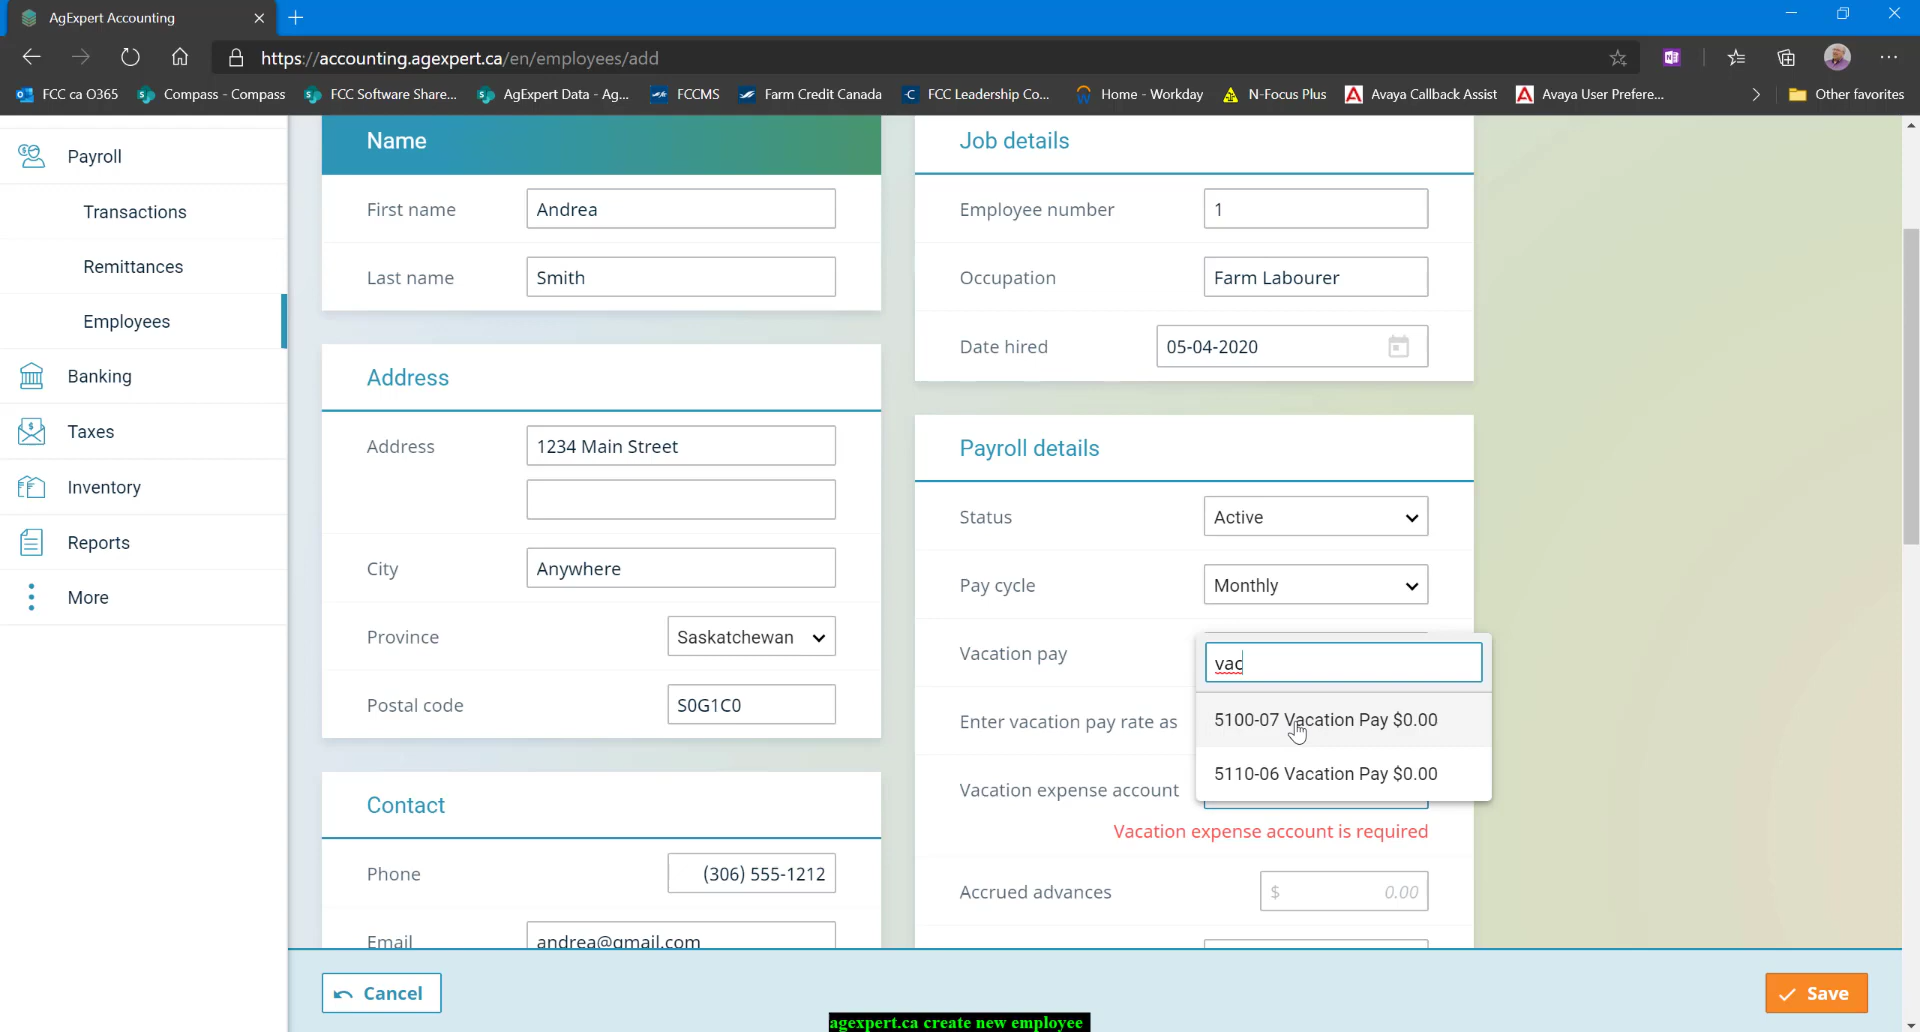 AgExpert Accounting
https://accounting.agexpert.ca/en/employees/add
FCC ca O365
Compass - Compass
FCC Software Share...
AgExpert Data - Ag...
FCCMS
Farm Credit Canada
FCC Leadership Co...
Home - Workday
N-Focus Plus
Avaya Callback Assist
Avaya User Prefere...
Other favorites
Payroll
Transactions
Remittances
Employees
Banking
Taxes
Inventory
Reports
More
Name
First name Andrea
Last name Smith
Address
Address 1234 Main Street
City Anywhere
Province Saskatchewan
Postal code S0G1C0
Contact
Phone (306) 555-1212
Email andrea@gmail.com
Job details
Employee number 1
Occupation Farm Labourer
Date hired 05-04-2020
Payroll details
Status Active
Pay cycle Monthly
Vacation pay
vac
Enter vacation pay rate as
5100-07 Vacation Pay $0.00
5110-06 Vacation Pay $0.00
Vacation expense account
Vacation expense account is required
Accrued advances $ 0.00
Cancel
Save
agexpert.ca create new employee